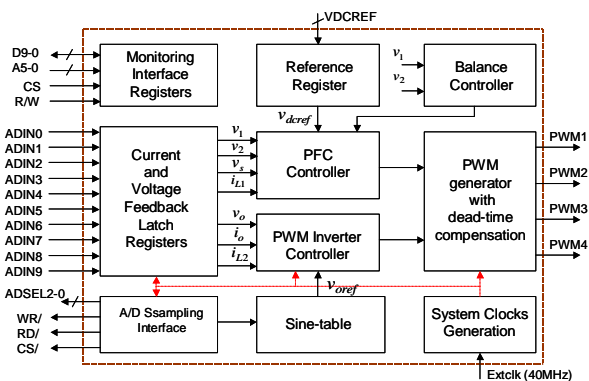 VDCREF
D9-0
A5-0
CS
R/W
Monitoring
Interface
Registers
Reference
Register
v1
v2
Balance
Controller
vdcref
ADIN0
ADIN1
ADIN2
ADIN3
ADIN4
ADIN5
ADIN6
ADIN7
ADIN8
ADIN9
Current
and
Voltage
Feedback
Latch
Registers
v1
v2
vs
iL1
vo
io
iL2
PFC
Controller
PWM Inverter
Controller
PWM
generator
with
dead-time
compensation
PWM1
PWM2
PWM3
PWM4
voref
ADSEL2-0
WR/
RD/
CS/
A/D Ssampling
Interface
Sine-table
System Clocks
Generation
Extclk (40MHz)